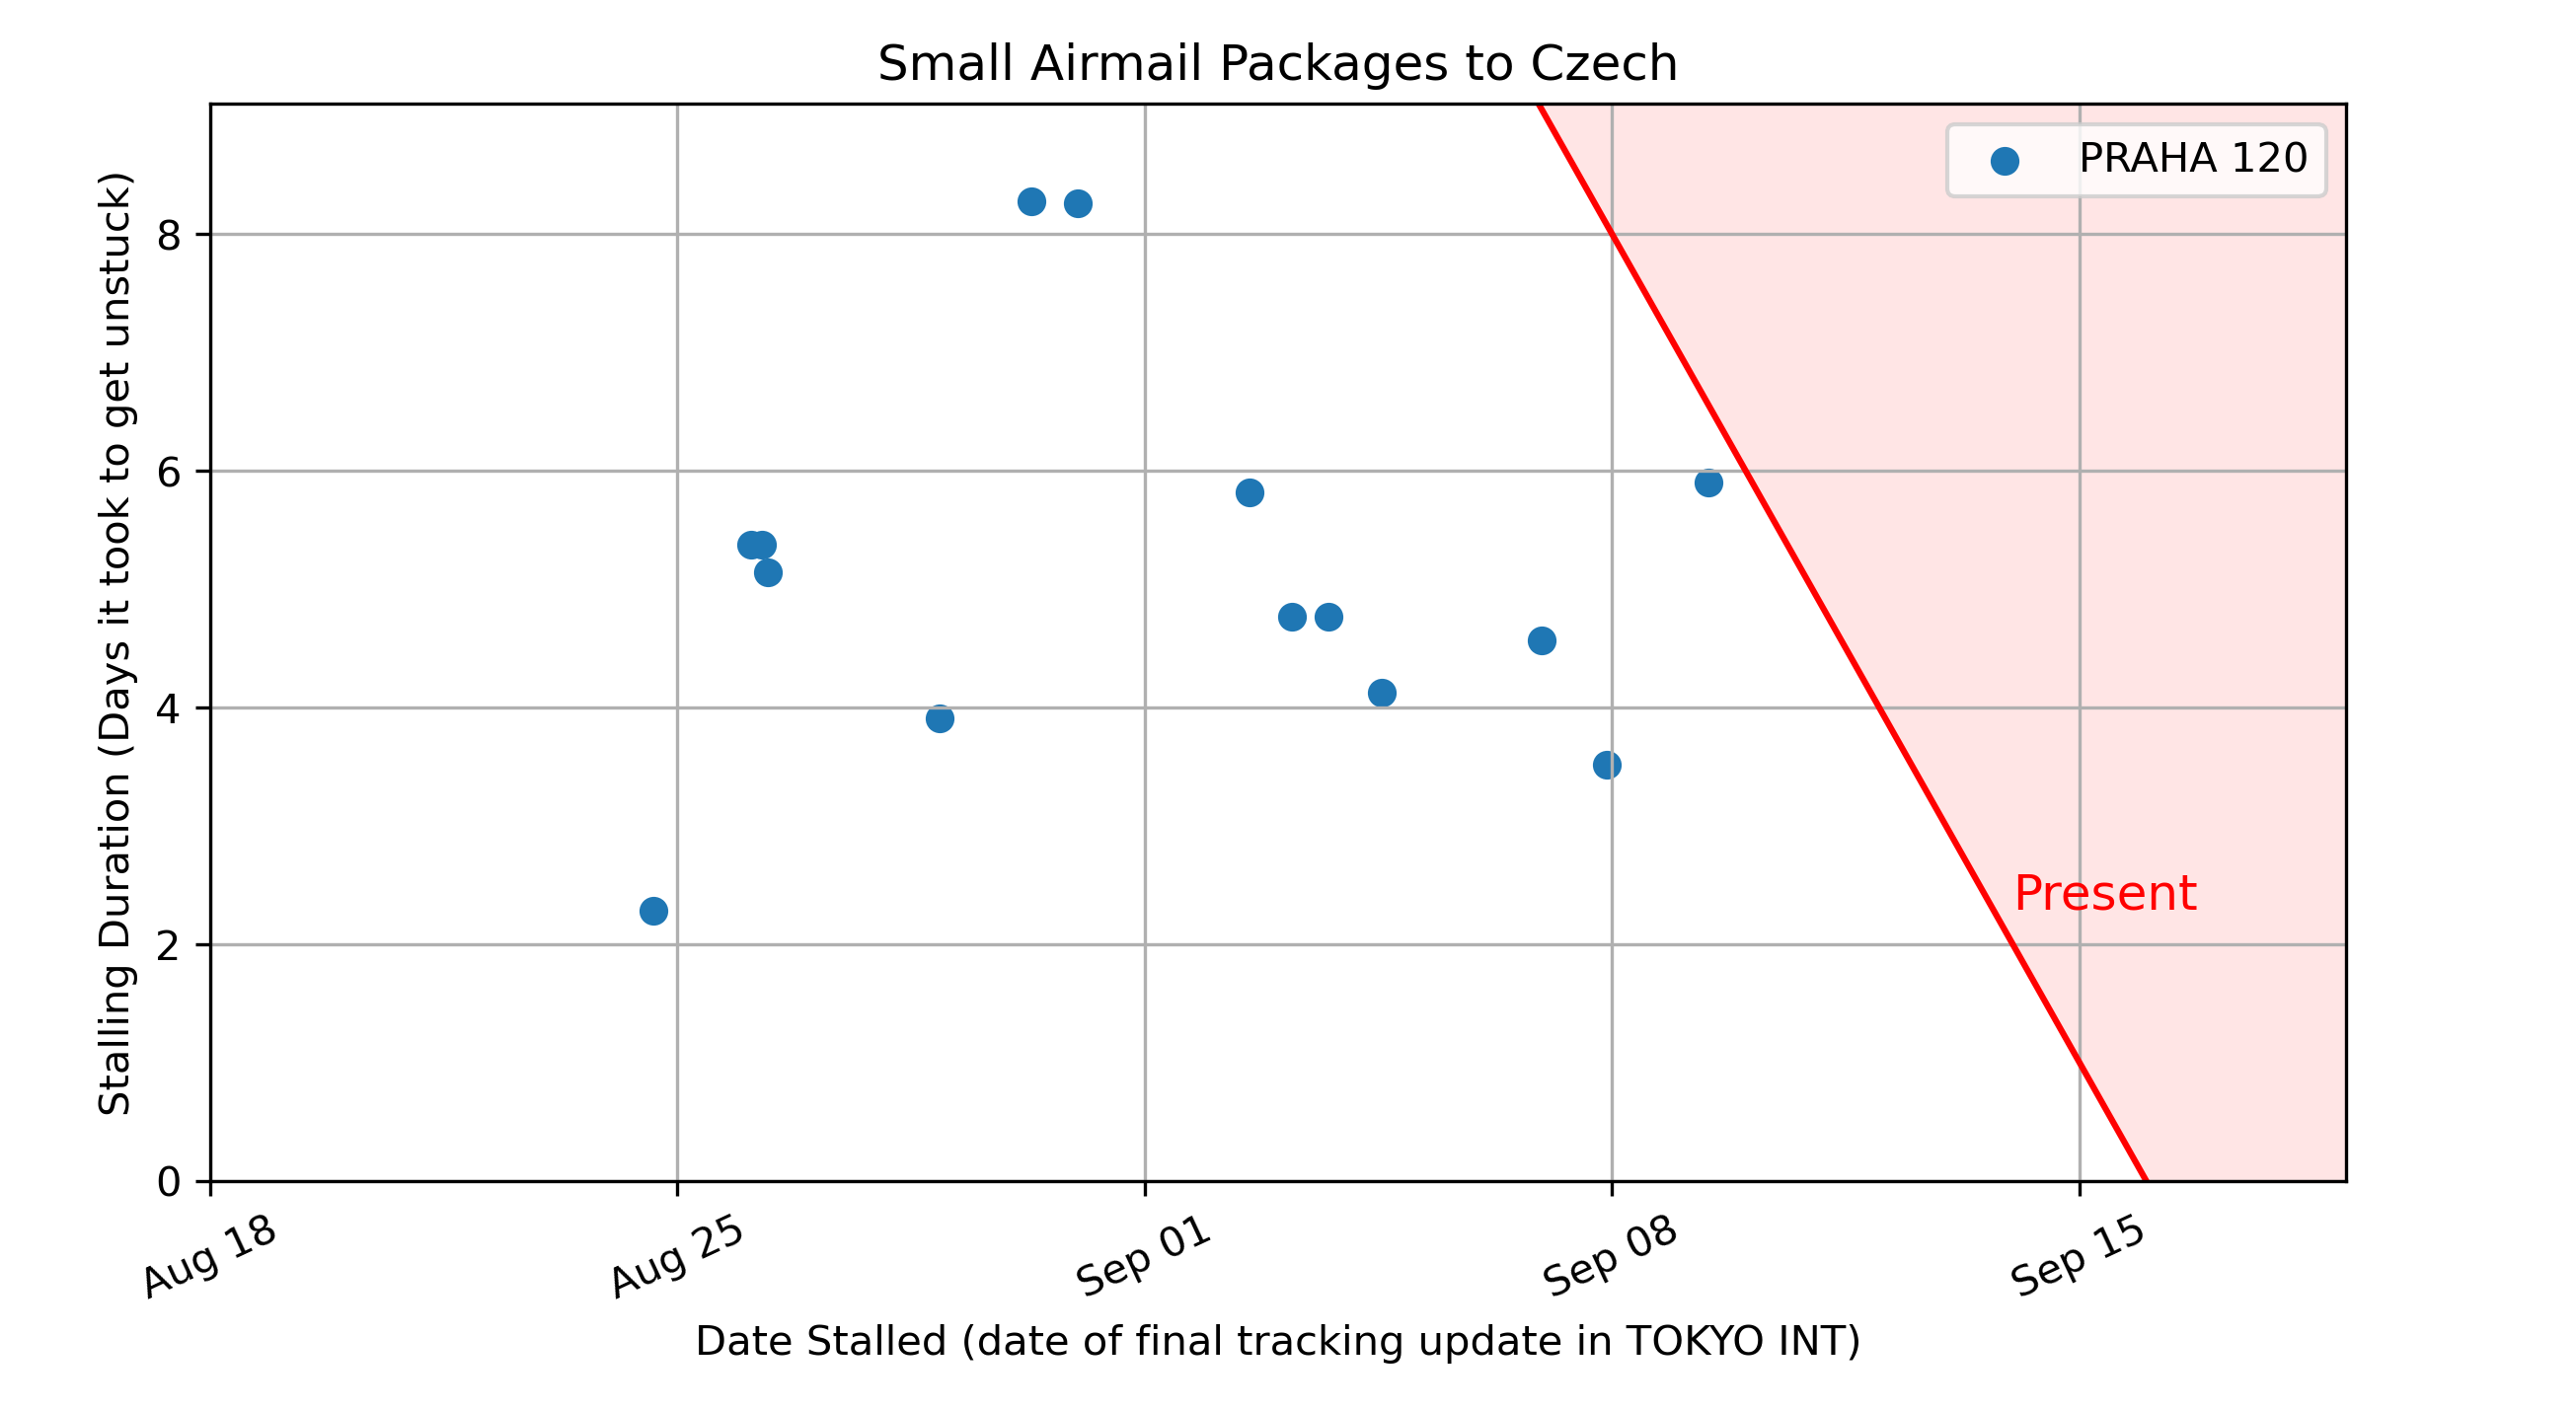 Small Airmail Packages to Czech
PRAHA 120
Stalling Duration (Days it took to get unstuck)
8
6
4
2
0
Present
Aug 18
Aug 25
Sep 01
Sep 08
Sep 15
Date Stalled (date of final tracking update in TOKYO INT)